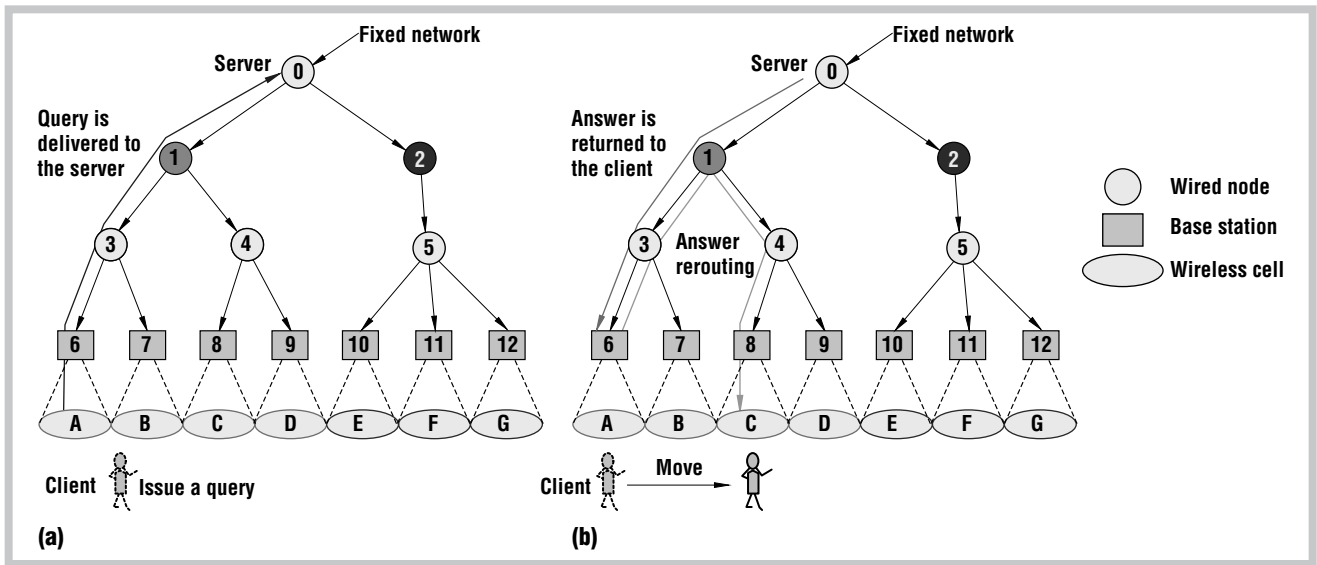 Fixed network
Server
0
Query is
delivered to
the server
1
2
3
4
5
6
7
8
9
10
11
12
A
B
C
D
E
F
G
Client
Issue a query
(a)
Fixed network
Server
0
Answer is
returned to
the client
1
2
3
Answer
rerouting
4
5
6
7
8
9
10
11
12
A
B
C
D
E
F
G
Client
Move
(b)
Wired node
Base station
Wireless cell